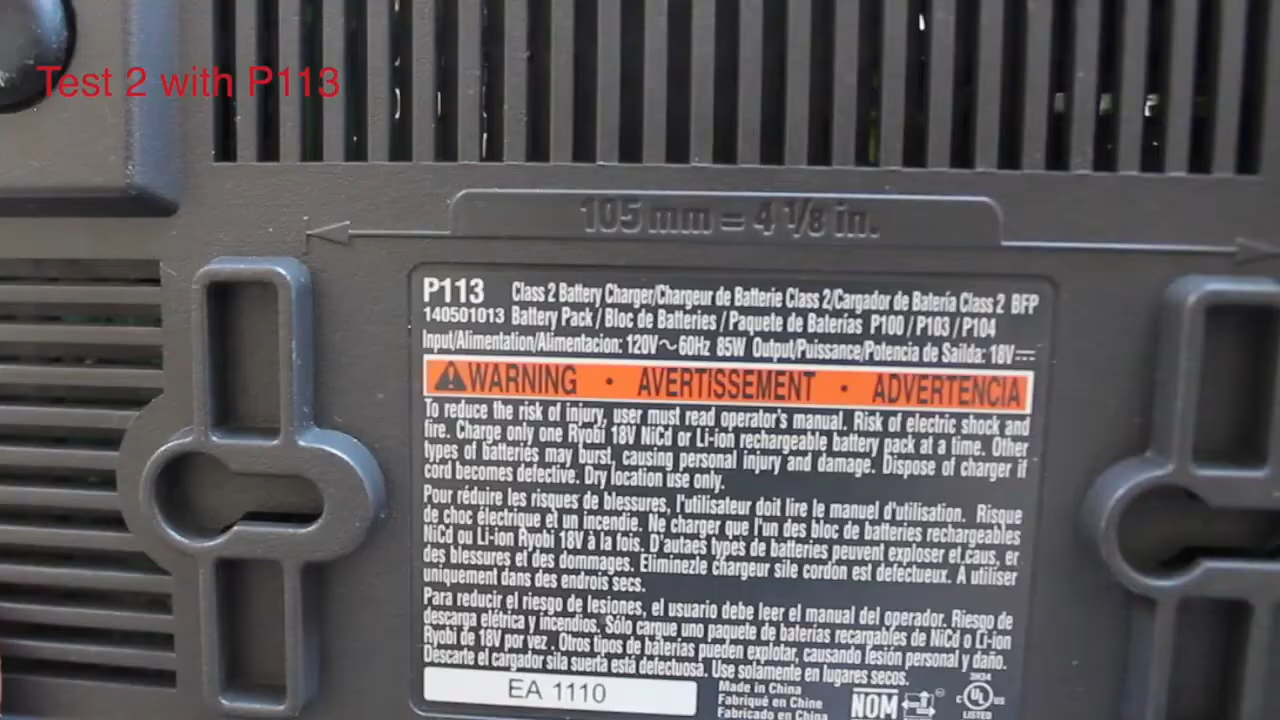 Test 2 with P113
105 mm = 4 1/8 in.
P113 Class 2 Battery Charger/Chargeur de Batterie Class 2/Cargador de Batería Class 2 BFP
140501013 Battery Pack / Bloc de Batteries / Paquete de Baterías P100 / P103 / P104
Input/Alimentation/Alimentacion: 120V~60Hz 85W Output/Puissance/Potencia de Sailda: 18V⎓
WARNING • AVERTISSEMENT • ADVERTENCIA
To reduce the risk of injury, user must read operator's manual. Risk of electric shock and
fire. Charge only one Ryobi 18V NiCd or Li-ion rechargeable battery pack at a time. Other
types of batteries may burst, causing personal injury and damage. Dispose of charger if
cord becomes defective. Dry location use only.
Pour réduire les risques de blessures, l'utilisateur doit lire le manuel d'utilisation. Risque
de choc électrique et un incendie. Ne charger que l'un des bloc de batteries rechargeables
NiCd ou Li-ion Ryobi 18V à la fois. D'autaes types de batteries peuvent exploser et.caus, er
des blessures et des dommages. Eliminezle chargeur sile cordon est defectueux. A utiliser
uniquement dans des endrois secs.
Para reducir el riesgo de lesiones, el usuario debe leer el manual del operador. Riesgo de
descarga elétrica y incendios. Sólo cargue uno paquete de baterías recargables de NiCd o Li-ion
Ryobi de 18V por vez . Otros tipos de baterías pueden explotar, causando lesión personal y daño.
Descarte el cargador sila suerta está defectuosa. Use solamente en lugares secos.
EA 1110
Made in China
Fabriqué en Chine
Fabricado en China
NOM
3H34
C UL US
LISTED